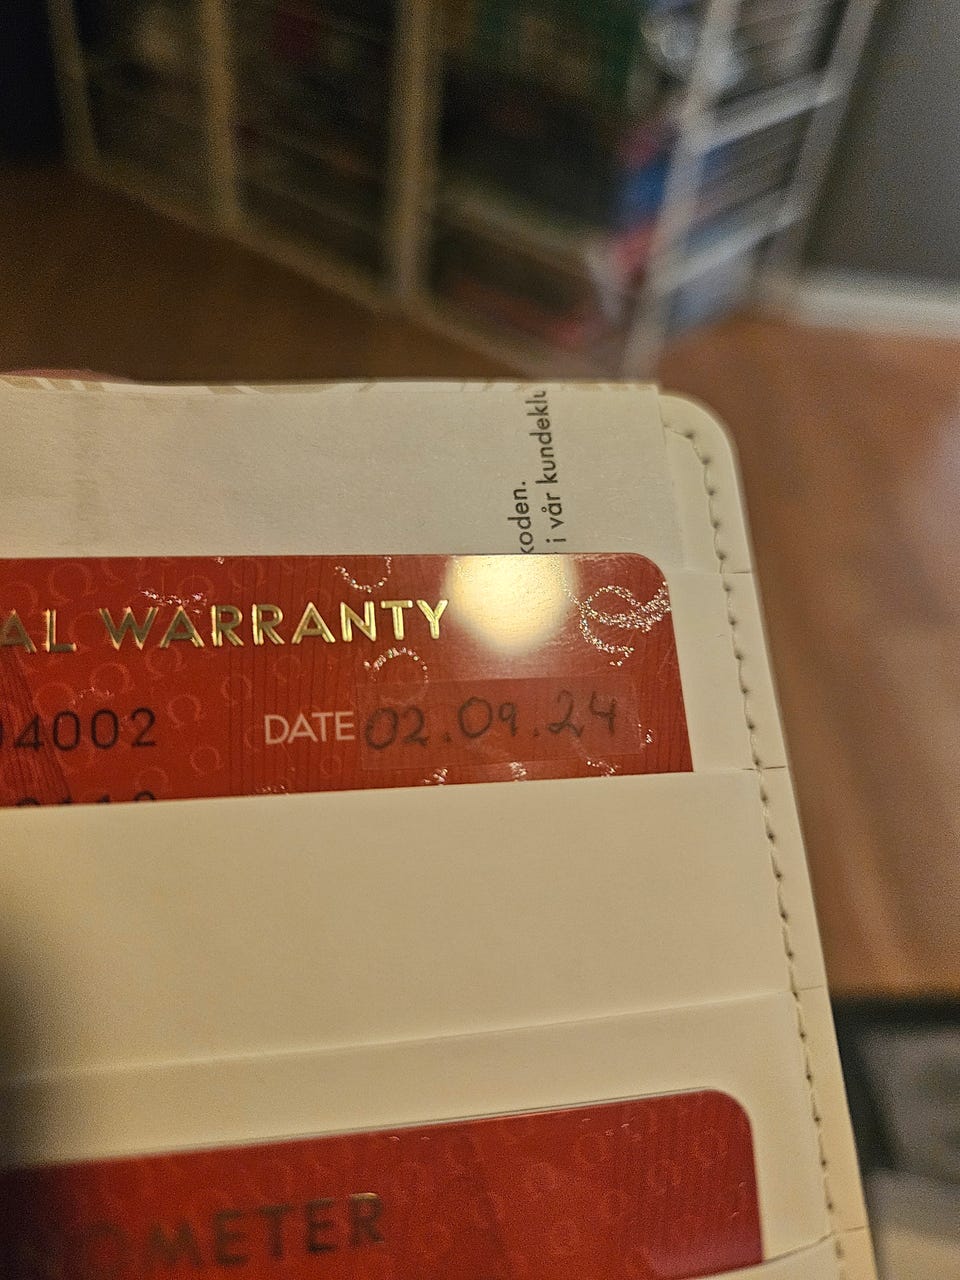 koden.
i vår kundeklu
AL WARRANTY
04002
DATE 02.09.24
OMETER